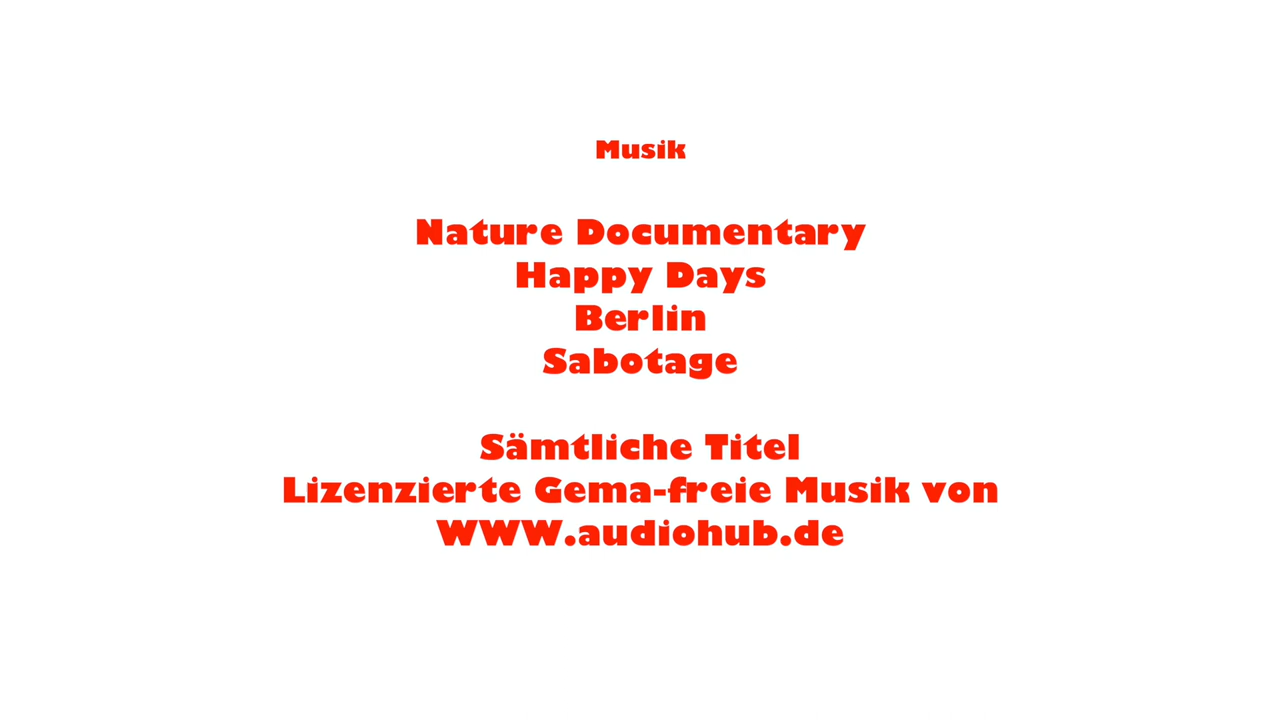 Musik
Nature Documentary
Happy Days
Berlin
Sabotage
Sämtliche Titel
Lizenzierte Gema-freie Musik von
WWW.audiohub.de